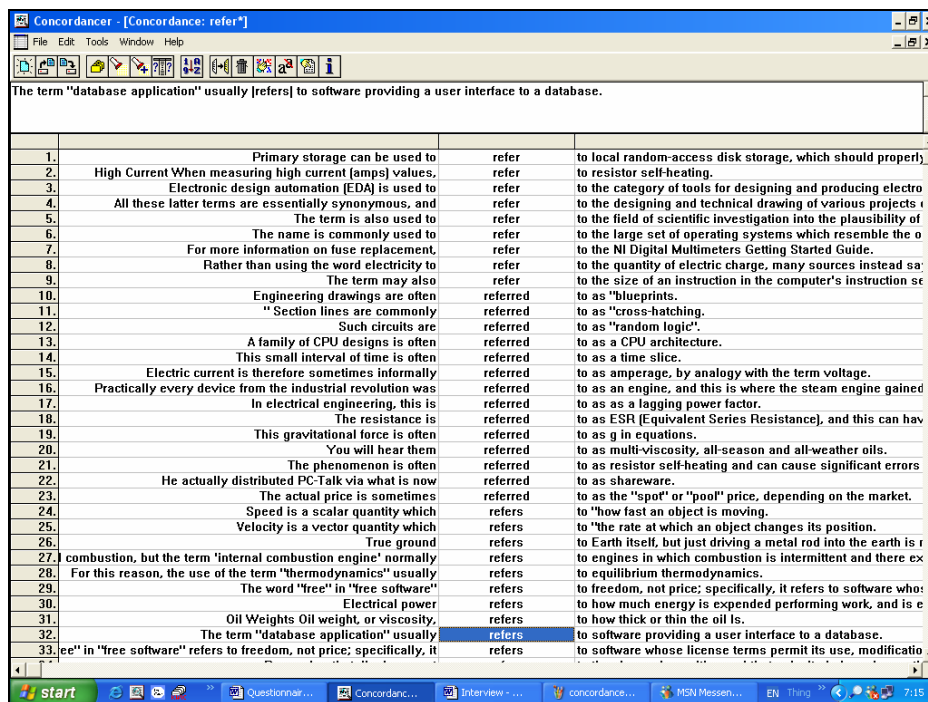 Concordancer - [Concordance: refer*]
File Edit Tools Window Help
The term "database application" usually |refers| to software providing a user interface to a database.
1. Primary storage can be used to refer to local random-access disk storage, which should properly
2. High Current When measuring high current (amps) values, refer to resistor self-heating.
3. Electronic design automation (EDA) is used to refer to the category of tools for designing and producing electro
4. All these latter terms are essentially synonymous, and refer to the designing and technical drawing of various projects
5. The term is also used to refer to the field of scientific investigation into the plausibility of
6. The name is commonly used to refer to the large set of operating systems which resemble the o
7. For more information on fuse replacement, refer to the NI Digital Multimeters Getting Started Guide.
8. Rather than using the word electricity to refer to the quantity of electric charge, many sources instead sa
9. The term may also refer to the size of an instruction in the computer's instruction se
10. Engineering drawings are often referred to as "blueprints.
11. " Section lines are commonly referred to as "cross-hatching.
12. Such circuits are referred to as "random logic".
13. A family of CPU designs is often referred to as a CPU architecture.
14. This small interval of time is often referred to as a time slice.
15. Electric current is therefore sometimes informally referred to as amperage, by analogy with the term voltage.
16. Practically every device from the industrial revolution was referred to as an engine, and this is where the steam engine gained
17. In electrical engineering, this is referred to as as a lagging power factor.
18. The resistance is referred to as ESR (Equivalent Series Resistance), and this can hav
19. This gravitational force is often referred to as g in equations.
20. You will hear them referred to as multi-viscosity, all-season and all-weather oils.
21. The phenomenon is often referred to as resistor self-heating and can cause significant errors
22. He actually distributed PC-Talk via what is now referred to as shareware.
23. The actual price is sometimes referred to as the "spot" or "pool" price, depending on the market.
24. Speed is a scalar quantity which refers to "how fast an object is moving.
25. Velocity is a vector quantity which refers to "the rate at which an object changes its position.
26. True ground refers to Earth itself, but just driving a metal rod into the earth is
27. l combustion, but the term 'internal combustion engine' normally refers to engines in which combustion is intermittent and there ex
28. For this reason, the use of the term "thermodynamics" usually refers to equilibrium thermodynamics.
29. The word "free" in "free software" refers to freedom, not price; specifically, it refers to software whos
30. Electrical power refers to how much energy is expended performing work, and is e
31. Oil Weights Oil weight, or viscosity, refers to how thick or thin the oil Is.
32. The term "database application" usually refers to software providing a user interface to a database.
33. ee" in "free software" refers to freedom, not price; specifically, it refers to software whose license terms permit its use, modificatio
start Questionnair... Concordanc... Interview - ... concordance... MSN Messen... EN Thing 7:15